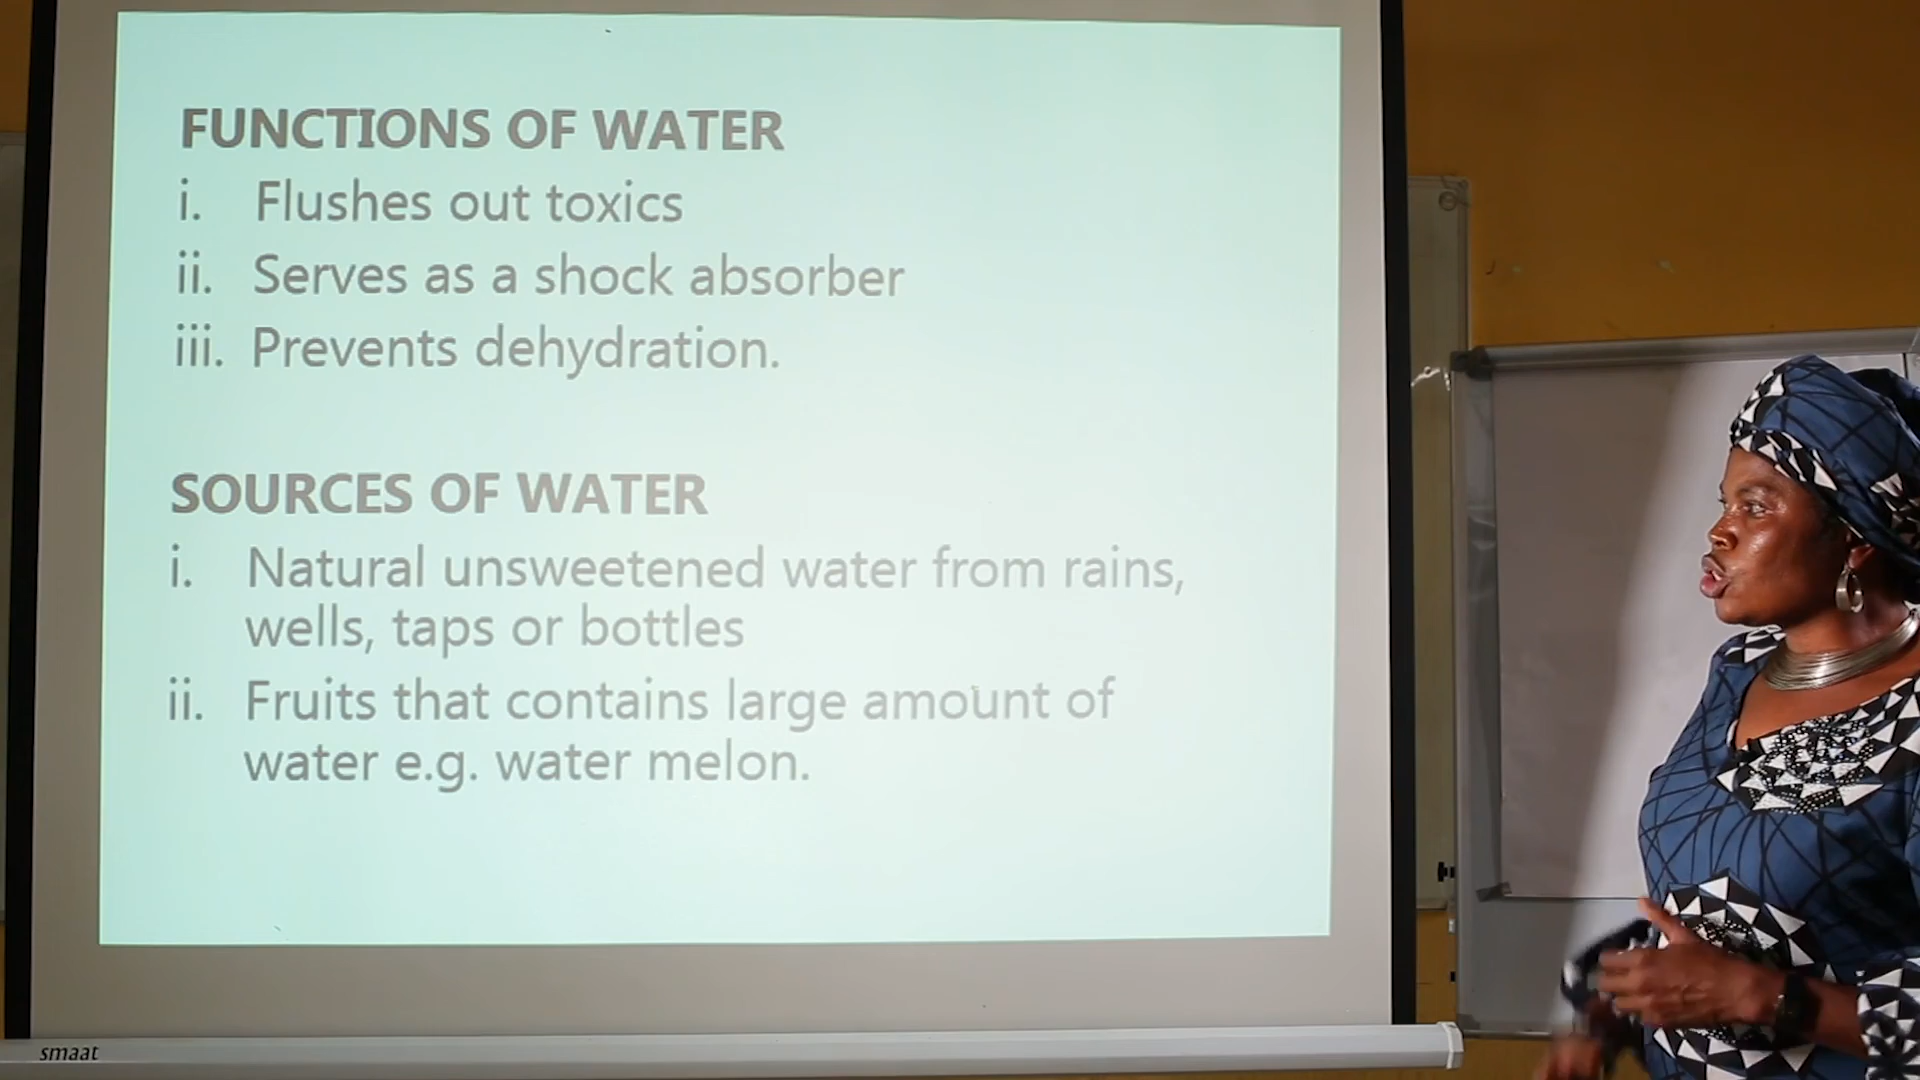 FUNCTIONS OF WATER
i. Flushes out toxics
ii. Serves as a shock absorber
iii. Prevents dehydration.
SOURCES OF WATER
i. Natural unsweetened water from rains,
wells, taps or bottles
ii. Fruits that contains large amount of
water e.g. water melon.
smaat